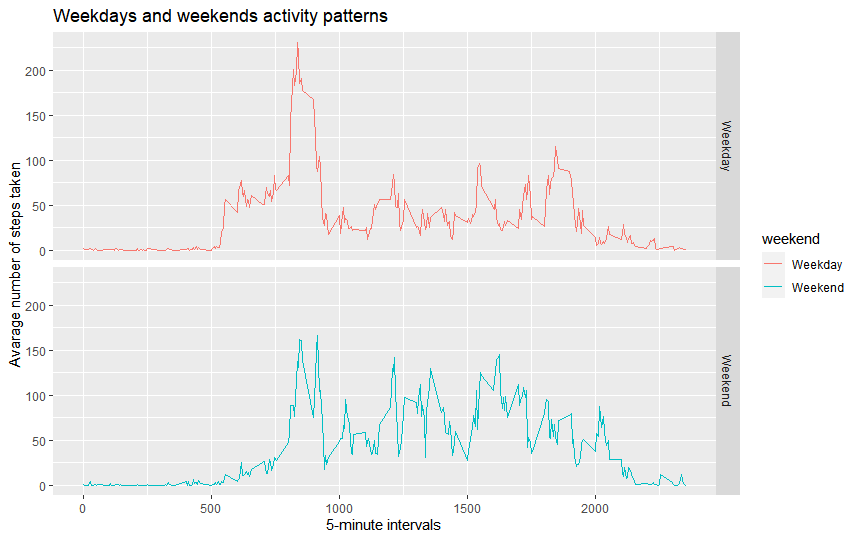 Weekdays and weekends activity patterns
Avarage number of steps taken
200
150
100
50
0
Weekday
200
150
100
50
0
Weekend
0
500
1000
1500
2000
5-minute intervals
weekend
Weekday
Weekend